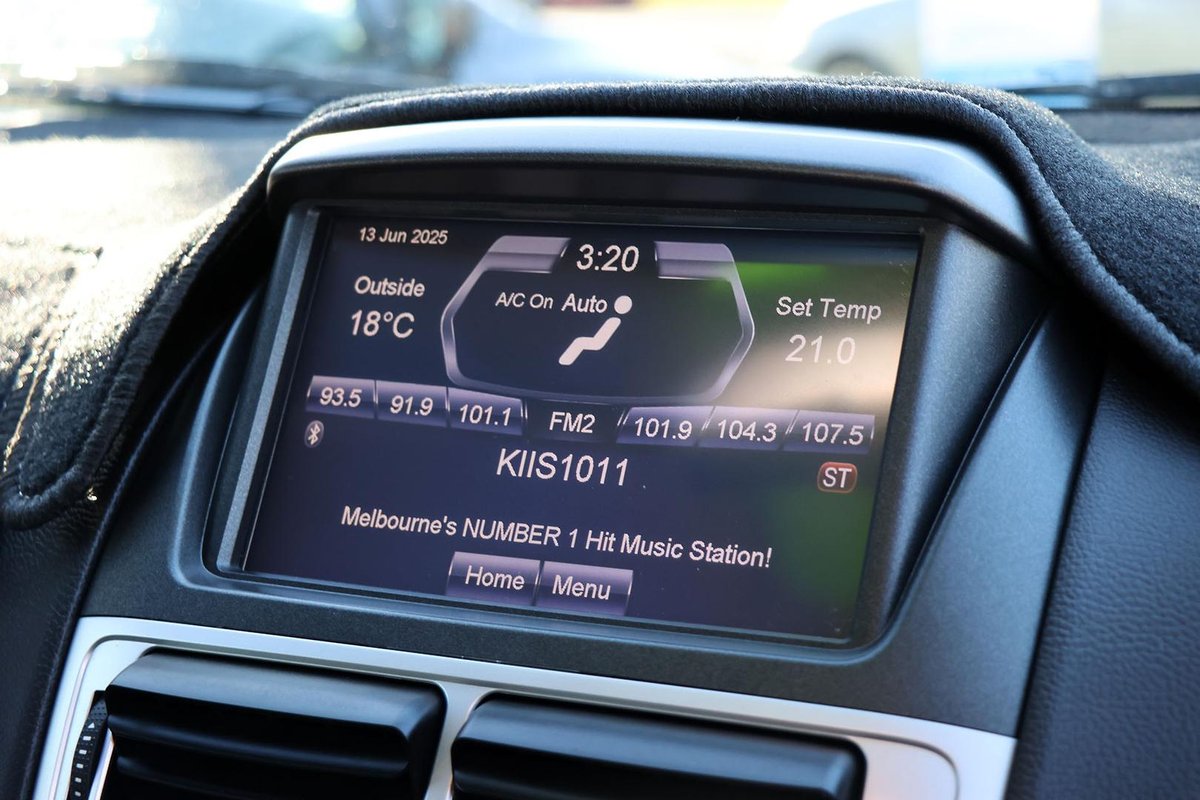 13 Jun 2025
3:20
Outside
18°C
A/C On Auto
Set Temp
21.0
93.5 91.9 101.1 FM2 101.9 104.3 107.5
KIIS1011
ST
Melbourne's NUMBER 1 Hit Music Station!
Home Menu